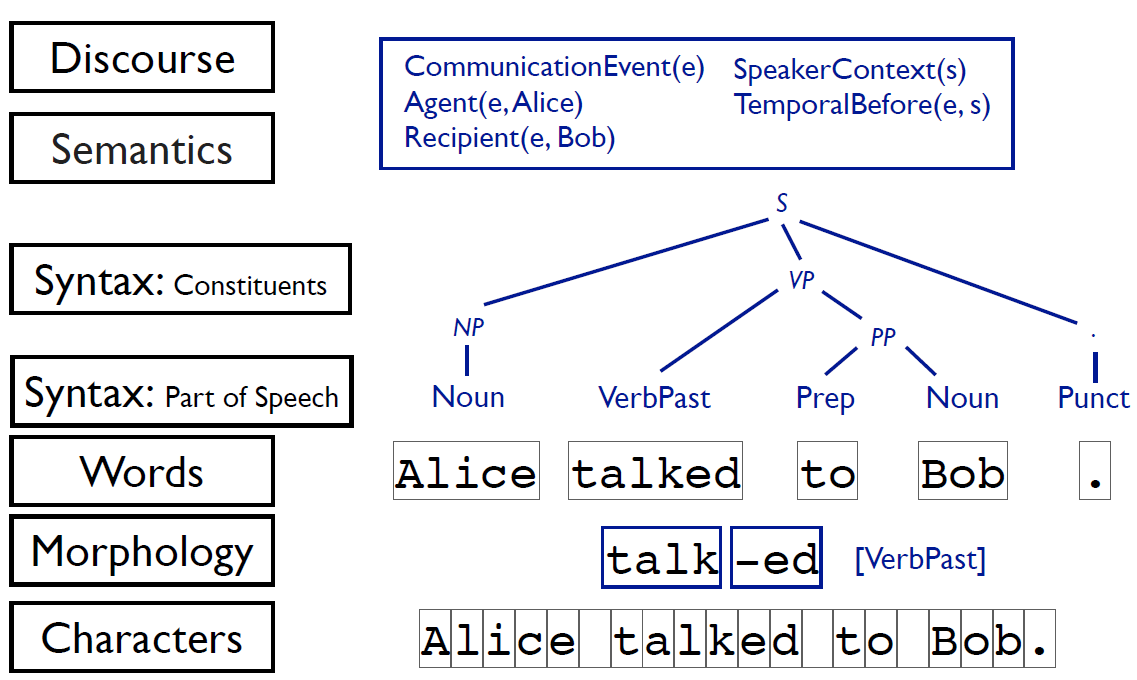 Discourse
CommunicationEvent(e) SpeakerContext(s)
Agent(e, Alice) TemporalBefore(e, s)
Recipient(e, Bob)
Semantics
S
Syntax: Constituents
VP
NP
PP
.
Syntax: Part of Speech
Noun VerbPast Prep Noun Punct
Words
Alice talked to Bob .
Morphology
talk -ed [VerbPast]
Characters
Alice talked to Bob.